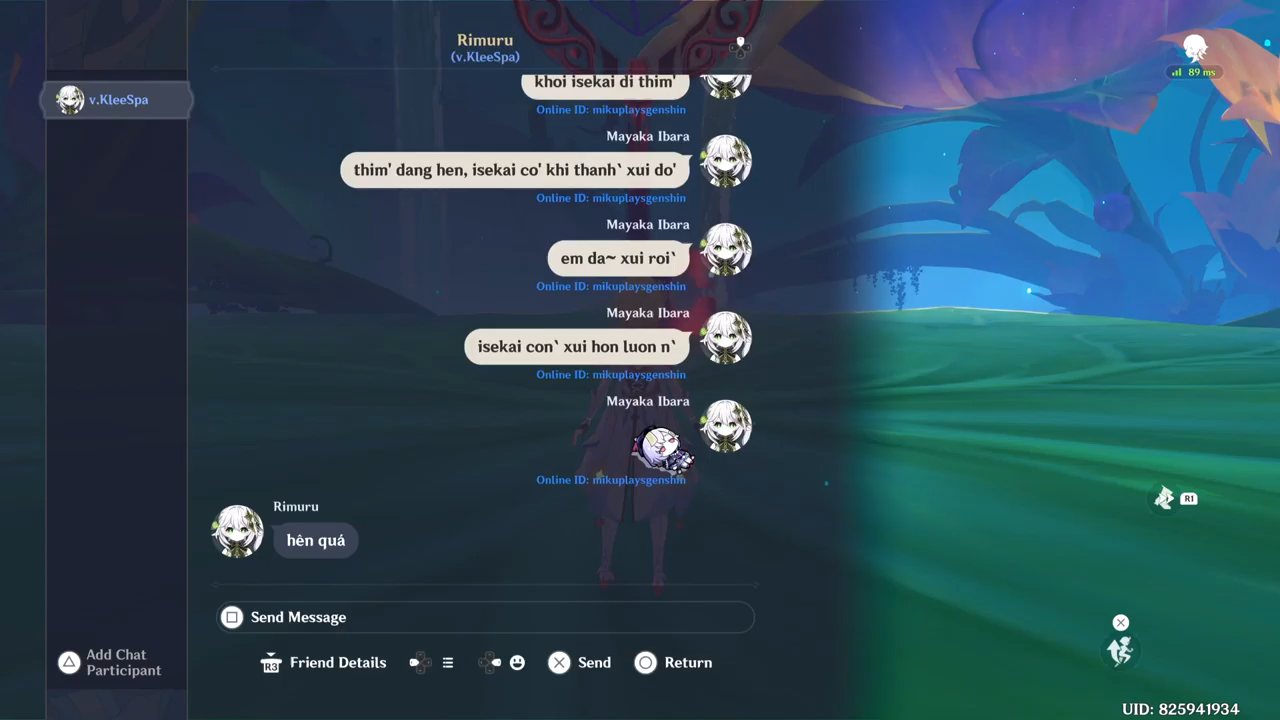 Rimuru
(v.KleeSpa)
89 ms
v.KleeSpa
khoi isekai di thim'
Online ID: mikuplaysgenshin
Mayaka Ibara
thim' dang hen, isekai co' khi thanh` xui do'
Online ID: mikuplaysgenshin
Mayaka Ibara
em da~ xui roi`
Online ID: mikuplaysgenshin
Mayaka Ibara
isekai con` xui hon luon n`
Online ID: mikuplaysgenshin
Mayaka Ibara
Online ID: mikuplaysgenshin
Rimuru
hên quá
R1
Send Message
Add Chat
Participant
R3 Friend Details
Send
Return
UID: 825941934